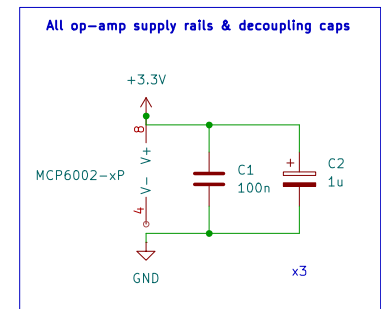 All op-amp supply rails & decoupling caps
+3.3V
8
V+
MCP6002-xP
V-
4
C1
100n
+
C2
1u
GND
x3